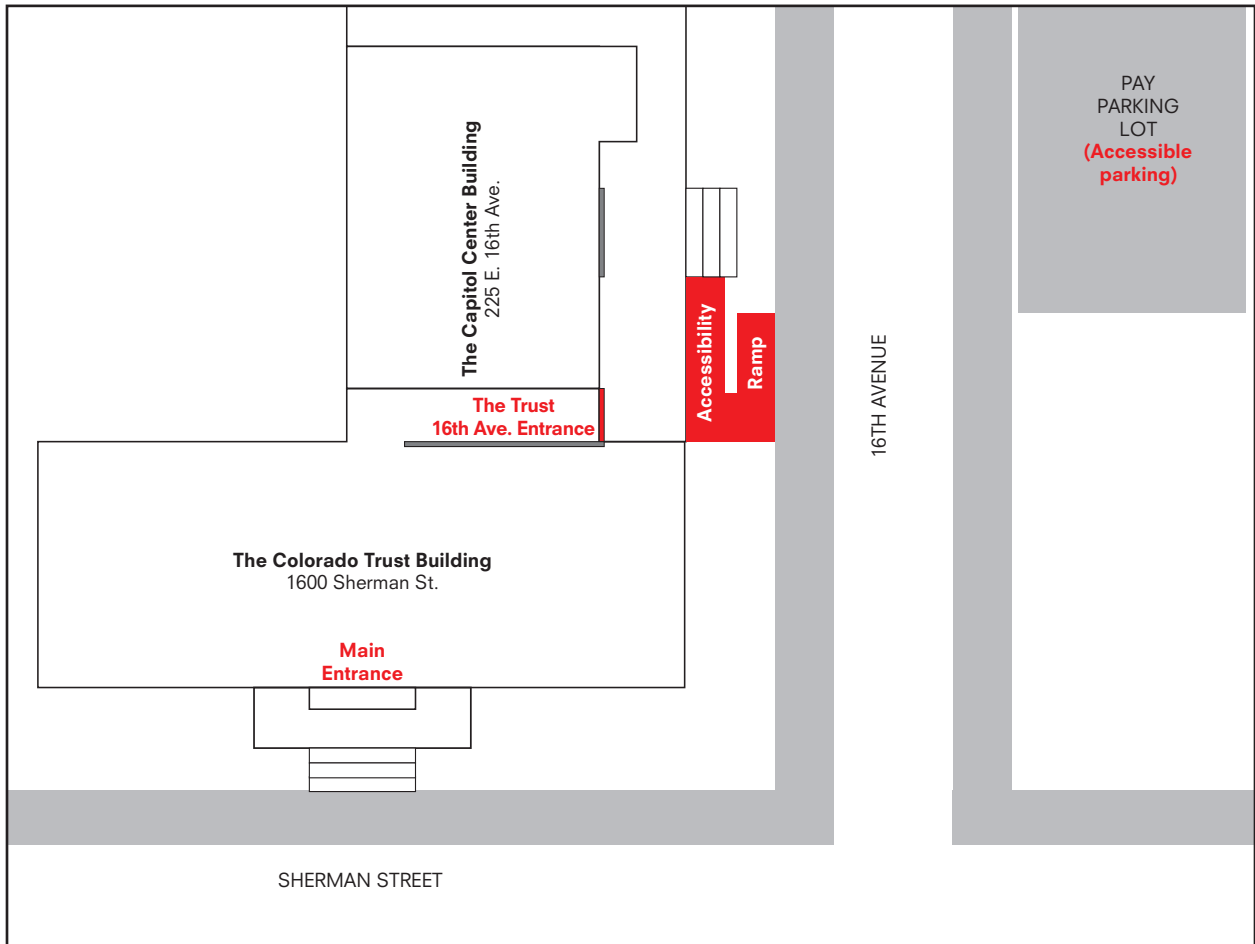 PAY
PARKING
LOT
(Accessible
parking)
The Capitol Center Building
225 E. 16th Ave.
Accessibility
Ramp
16TH AVENUE
The Trust
16th Ave. Entrance
The Colorado Trust Building
1600 Sherman St.
Main
Entrance
SHERMAN STREET